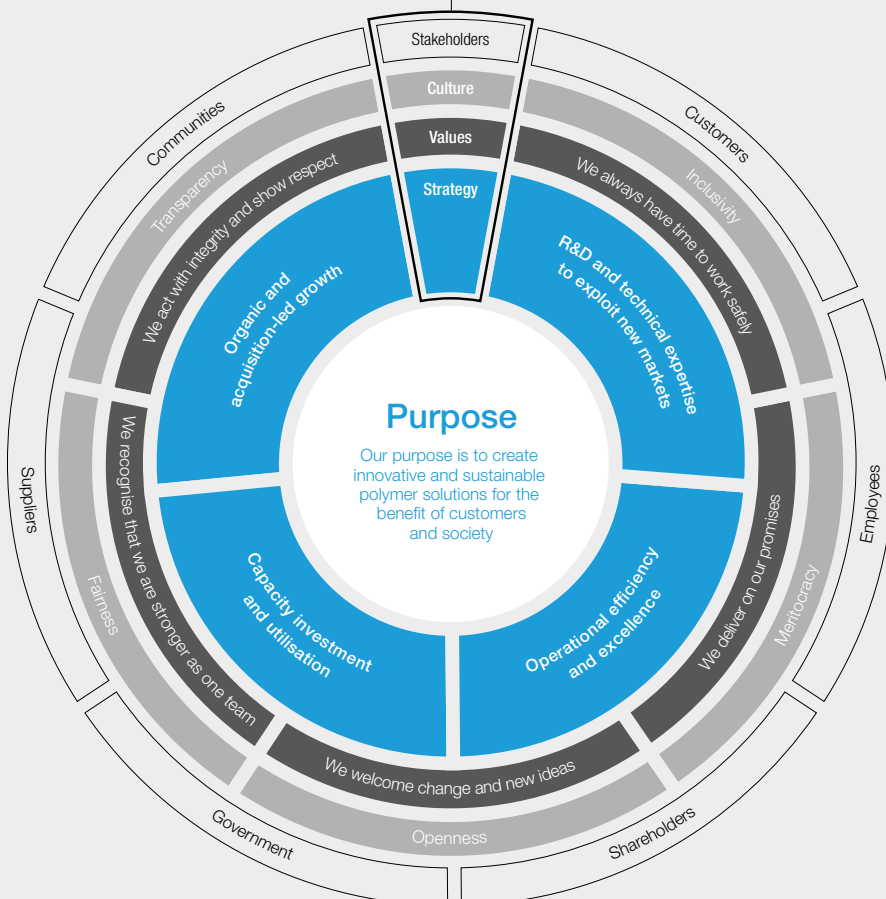 Stakeholders
Culture
Values
Strategy
Communities
Customers
Employees
Shareholders
Government
Suppliers
Transparency
Inclusivity
Meritocracy
Openness
Fairness
We act with integrity and show respect
We always have time to work safely
We deliver on our promises
We welcome change and new ideas
We recognise that we are stronger as one team
Organic and
acquisition-led growth
R&D and technical expertise
to exploit new markets
Operational efficiency
and excellence
Capacity investment
and utilisation
Purpose
Our purpose is to create
innovative and sustainable
polymer solutions for the
benefit of customers
and society